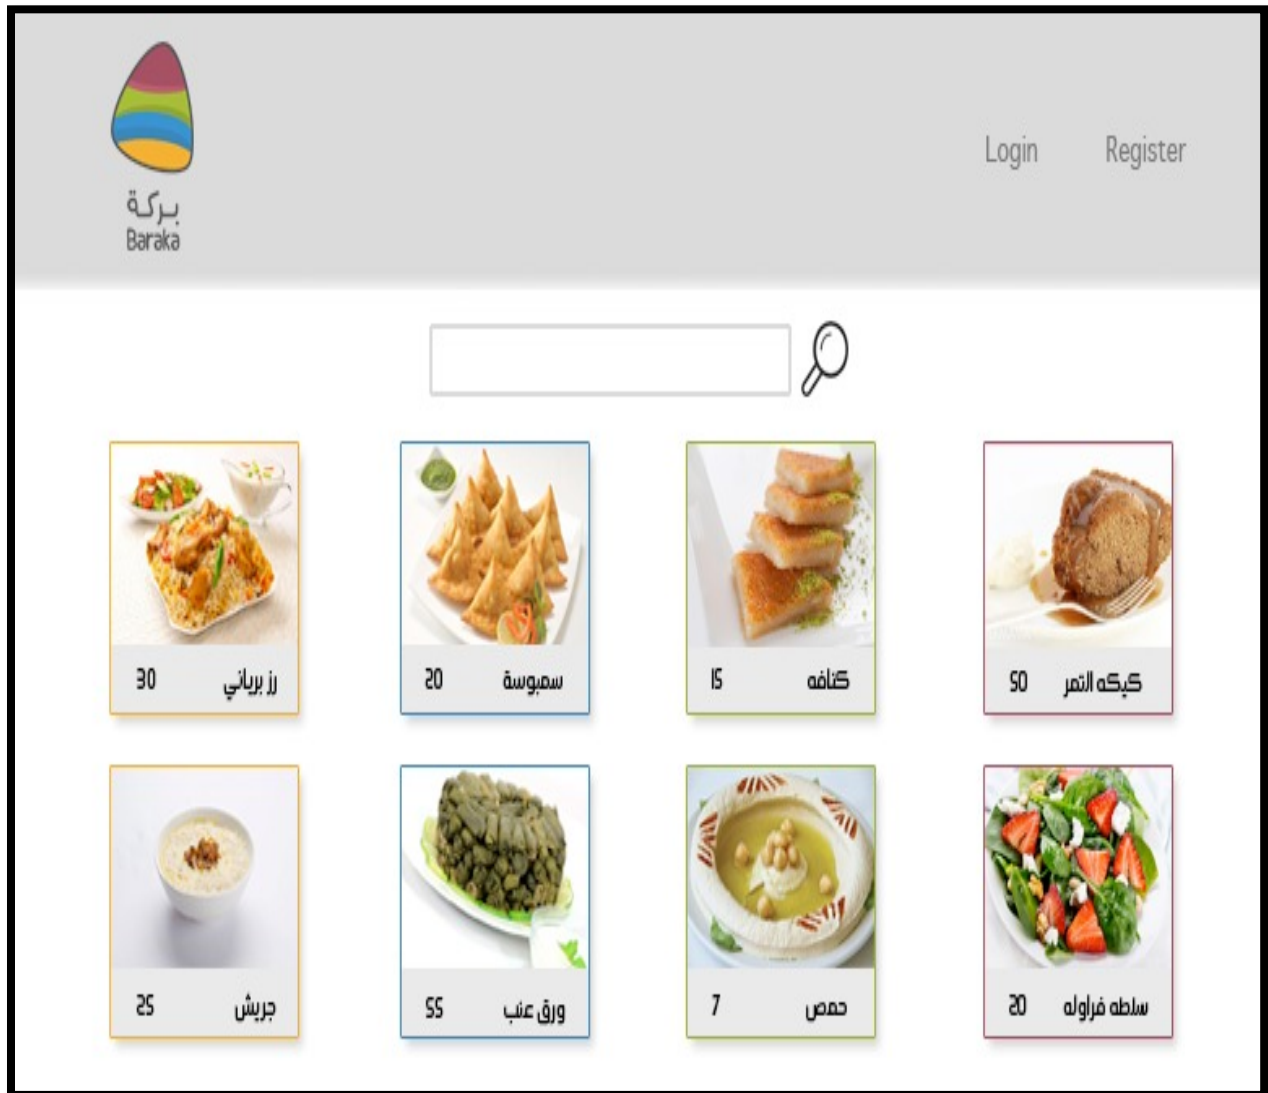 بركة
Baraka
Login
Register
رز برياني 30
سمبوسة 20
كنافه 15
كيكه التمر 50
جريش 25
ورق عنب 55
حمص 7
سلطه فراوله 20